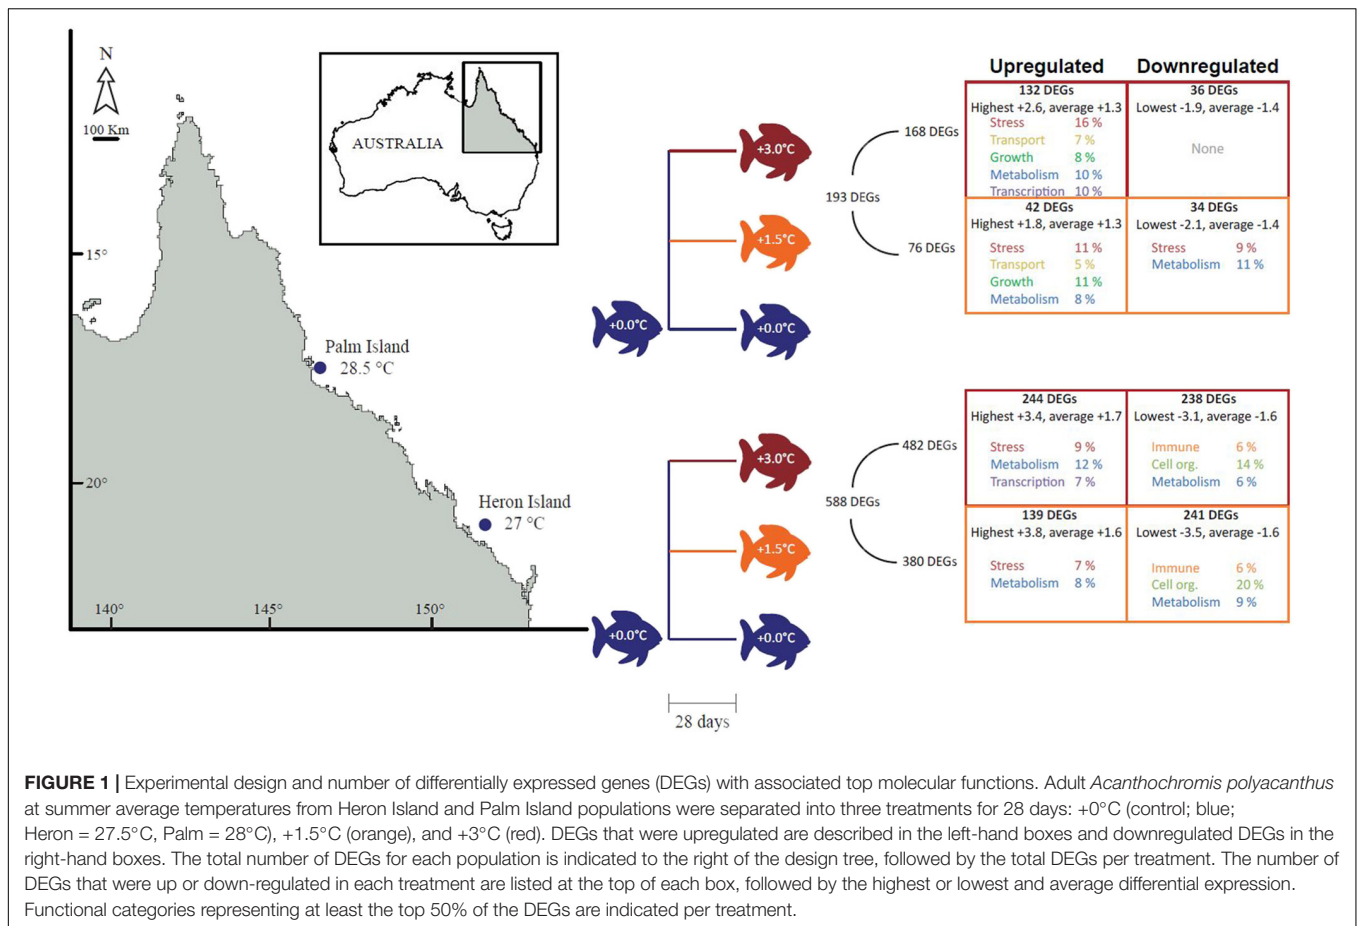 N
100 Km
AUSTRALIA
15°
20°
140°
145°
150°
Palm Island
28.5 °C
Heron Island
27 °C
+0.0°C
+3.0°C
+1.5°C
+0.0°C
193 DEGs
168 DEGs
76 DEGs
Upregulated
Downregulated
132 DEGs
Highest +2.6, average +1.3
Stress 16 %
Transport 7 %
Growth 8 %
Metabolism 10 %
Transcription 10 %
36 DEGs
Lowest -1.9, average -1.4
None
42 DEGs
Highest +1.8, average +1.3
Stress 11 %
Transport 5 %
Growth 11 %
Metabolism 8 %
34 DEGs
Lowest -2.1, average -1.4
Stress 9 %
Metabolism 11 %
+0.0°C
+3.0°C
+1.5°C
+0.0°C
28 days
588 DEGs
482 DEGs
380 DEGs
244 DEGs
Highest +3.4, average +1.7
Stress 9 %
Metabolism 12 %
Transcription 7 %
238 DEGs
Lowest -3.1, average -1.6
Immune 6 %
Cell org. 14 %
Metabolism 6 %
139 DEGs
Highest +3.8, average +1.6
Stress 7 %
Metabolism 8 %
241 DEGs
Lowest -3.5, average -1.6
Immune 6 %
Cell org. 20 %
Metabolism 9 %
FIGURE 1 | Experimental design and number of differentially expressed genes (DEGs) with associated top molecular functions. Adult Acanthochromis polyacanthus
at summer average temperatures from Heron Island and Palm Island populations were separated into three treatments for 28 days: +0°C (control; blue;
Heron = 27.5°C, Palm = 28°C), +1.5°C (orange), and +3°C (red). DEGs that were upregulated are described in the left-hand boxes and downregulated DEGs in the
right-hand boxes. The total number of DEGs for each population is indicated to the right of the design tree, followed by the total DEGs per treatment. The number of
DEGs that were up or down-regulated in each treatment are listed at the top of each box, followed by the highest or lowest and average differential expression.
Functional categories representing at least the top 50% of the DEGs are indicated per treatment.